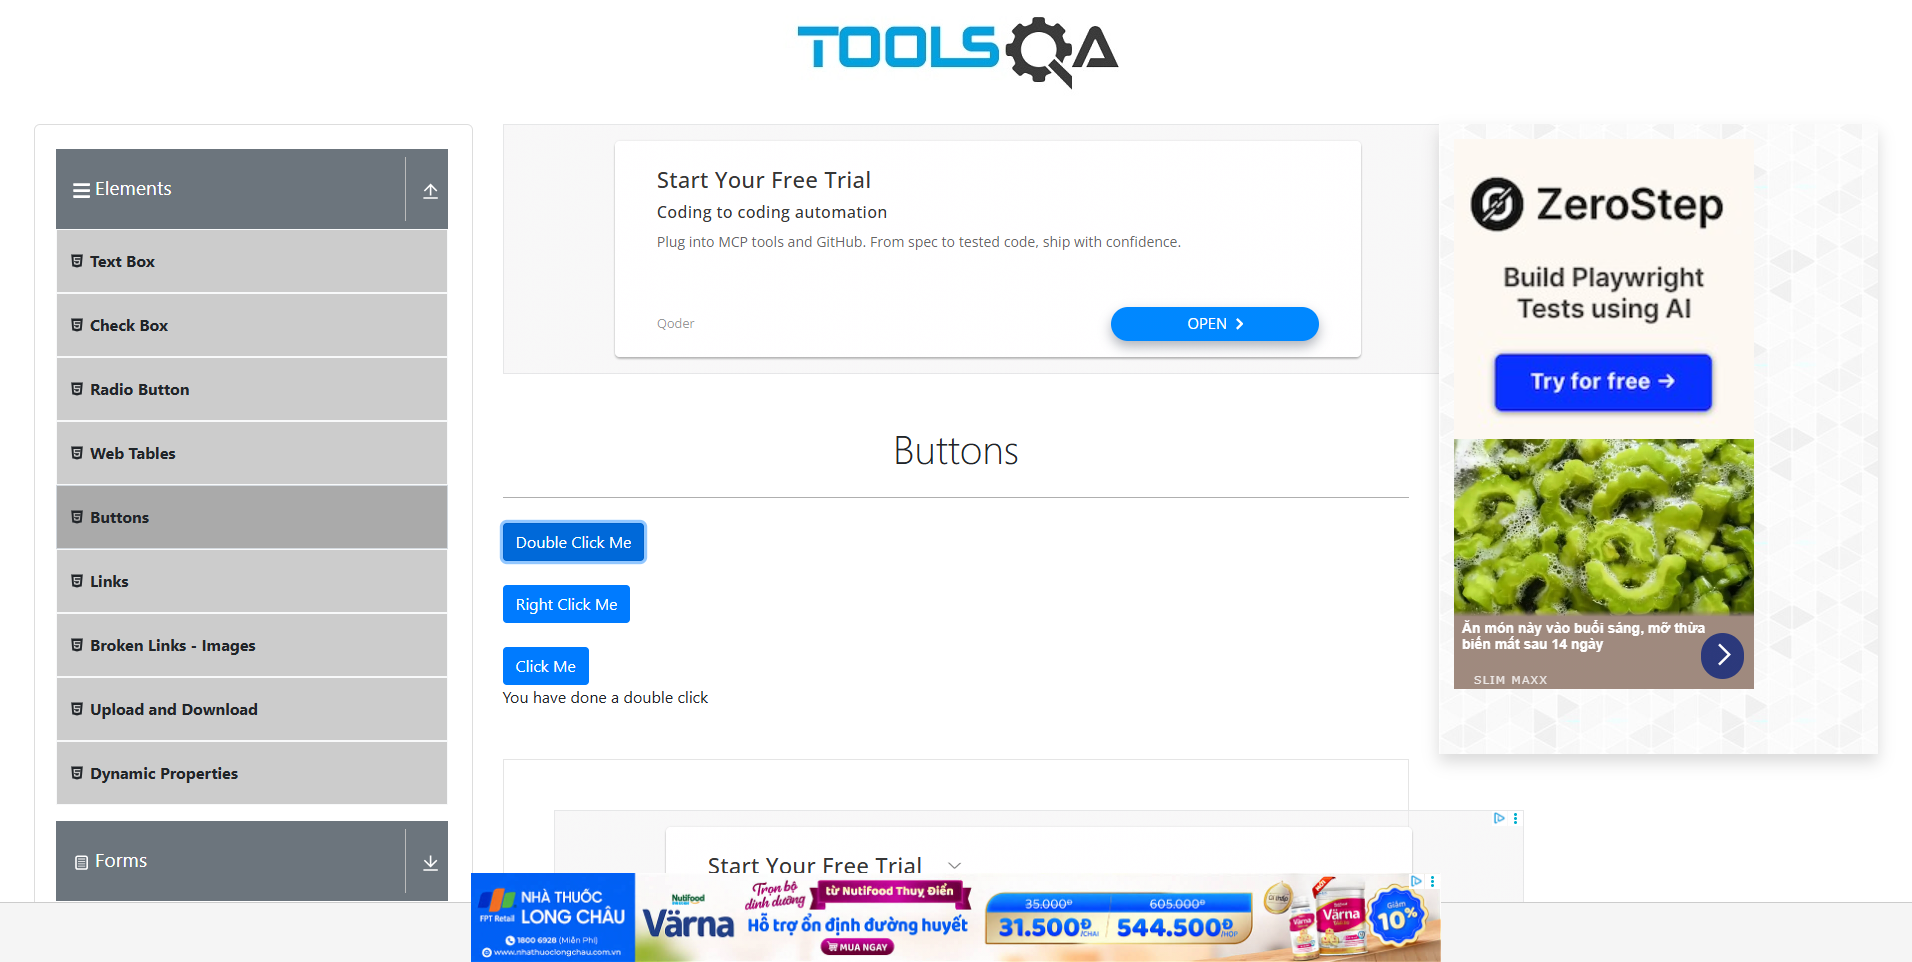 TOOLSQA
Elements
Text Box
Check Box
Radio Button
Web Tables
Buttons
Links
Broken Links - Images
Upload and Download
Dynamic Properties
Forms
Start Your Free Trial
Coding to coding automation
Plug into MCP tools and GitHub. From spec to tested code, ship with confidence.
Qoder
OPEN
Buttons
Double Click Me
Right Click Me
Click Me
You have done a double click
Start Your Free Trial
ZeroStep
Build Playwright
Tests using AI
Try for free →
Ăn món này vào buổi sáng, mỡ thừa
biến mất sau 14 ngày
SLIM MAXX
FPT Retail
NHÀ THUỐC
LONG CHÂU
1800 6928 (Miễn Phí)
www.nhathuoclongchau.com.vn
Nutifood
Värna
Trọn bộ
dinh dưỡng
từ Nutifood Thuỵ Điển
Hỗ trợ ổn định đường huyết
MUA NGAY
35.000Đ
31.500Đ/CHAI
605.000Đ
544.500Đ/HỘP
MỚI
Värna
Giảm
10%